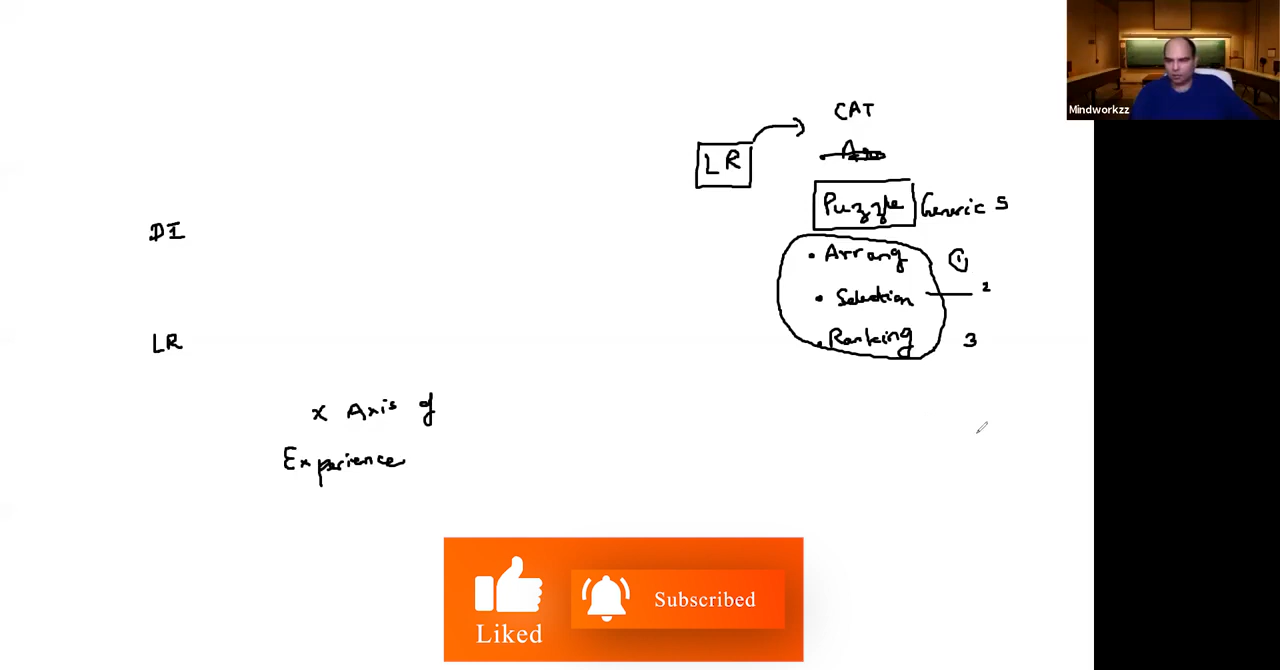 Mindworkzz
CAT
LR
Puzzle Generic 5
DI
• Arrang 1
• Selection 2
LR
• Ranking 3
x Axis of
Experience
Liked
Subscribed